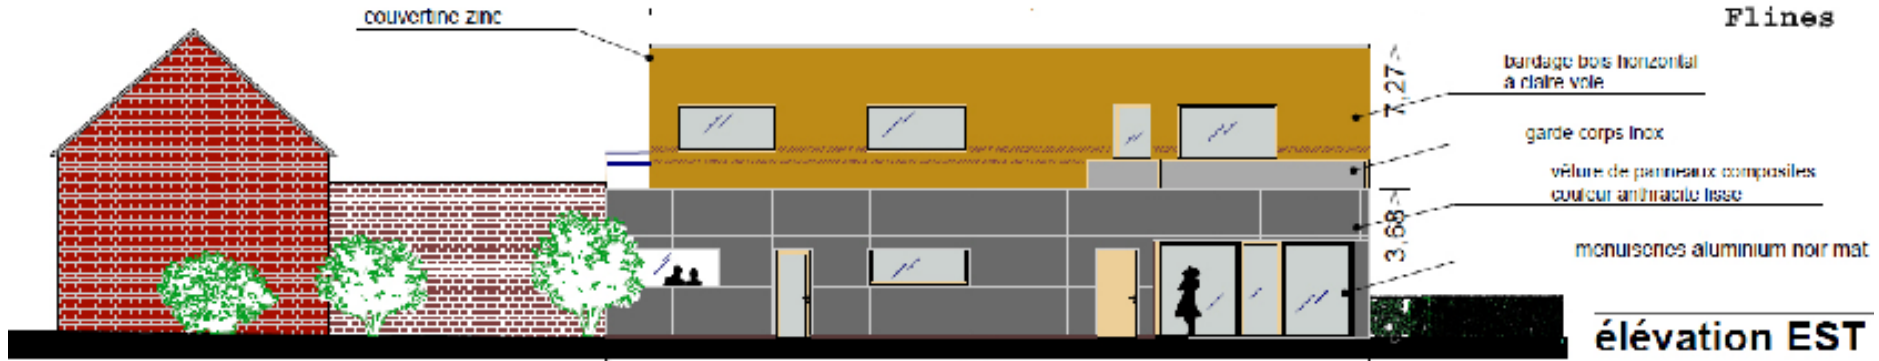 couvertine zinc
Flines
bardage bois horizontal
à claire voie
7,27
garde corps inox
vêture de panneaux composites
couleur anthracite lisse
3,68
menuiseries aluminium noir mat
élévation EST